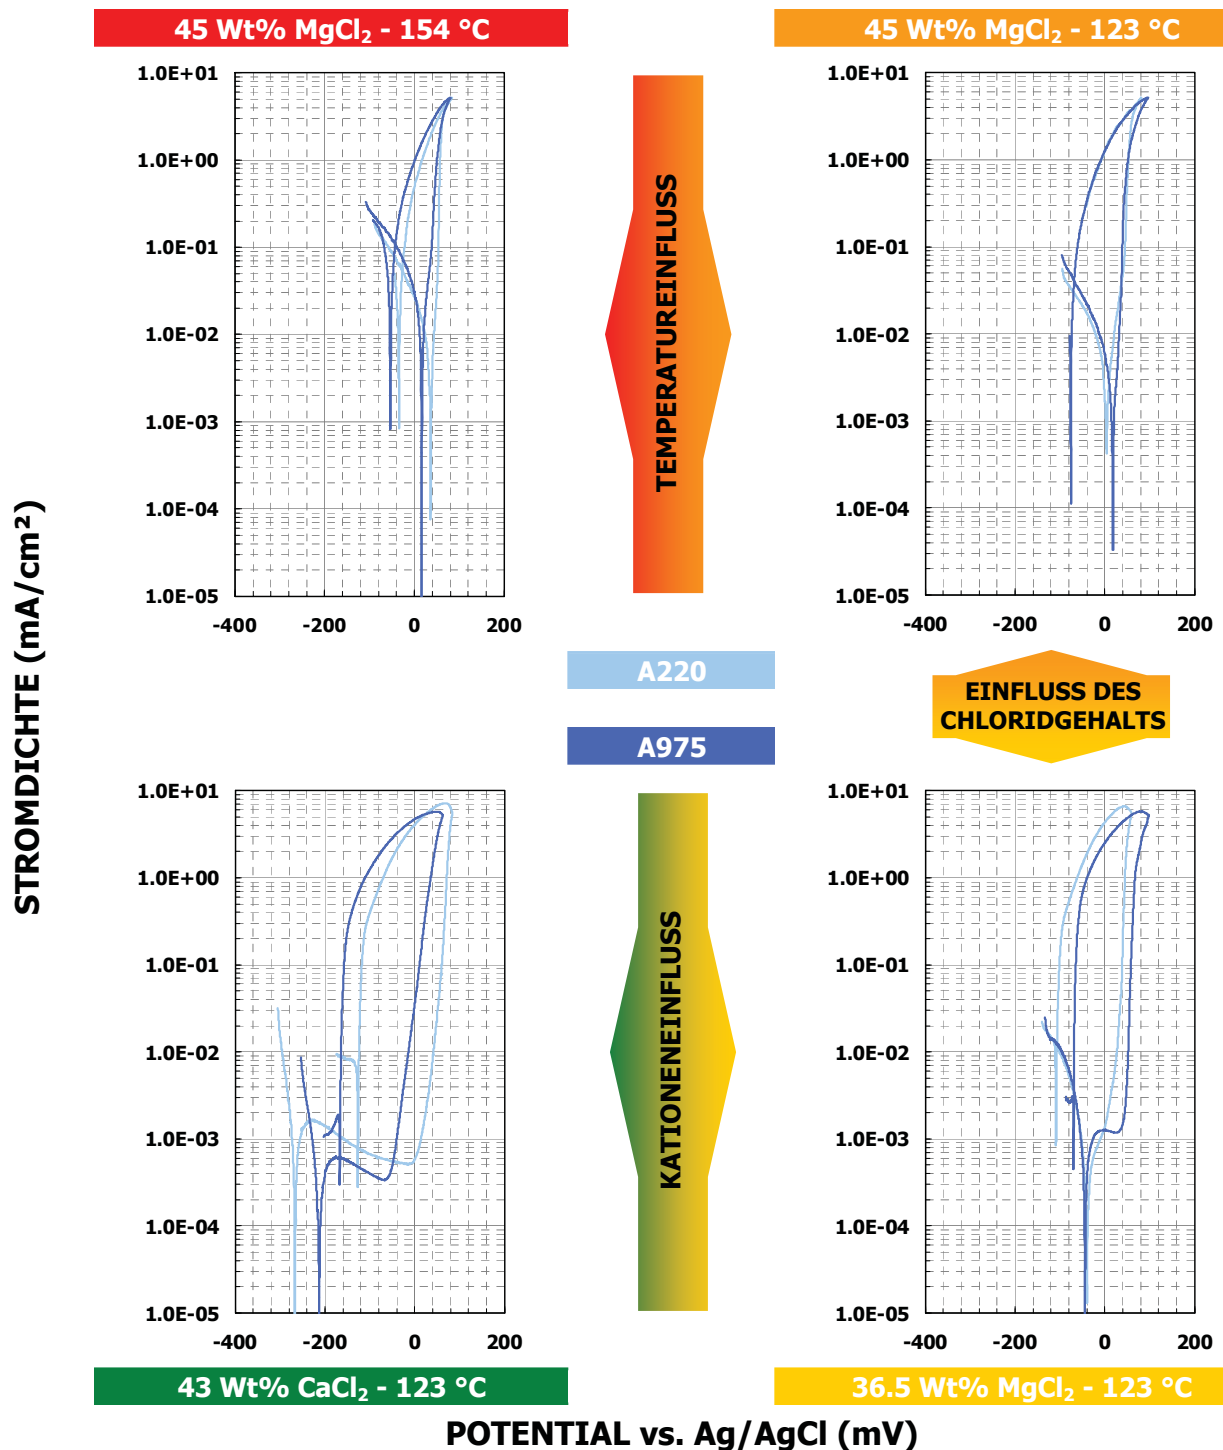 45 Wt% MgCl₂ - 154 °C
45 Wt% MgCl₂ - 123 °C
1.0E+01
1.0E+00
1.0E-01
1.0E-02
1.0E-03
1.0E-04
1.0E-05
-400 -200 0 200
TEMPERATUREINFLUSS
1.0E+01
1.0E+00
1.0E-01
1.0E-02
1.0E-03
1.0E-04
1.0E-05
-400 -200 0 200
STROMDICHTE (mA/cm²)
A220
A975
EINFLUSS DES
CHLORIDGEHALTS
1.0E+01
1.0E+00
1.0E-01
1.0E-02
1.0E-03
1.0E-04
1.0E-05
-400 -200 0 200
KATIONENEINFLUSS
1.0E+01
1.0E+00
1.0E-01
1.0E-02
1.0E-03
1.0E-04
1.0E-05
-400 -200 0 200
43 Wt% CaCl₂ - 123 °C
36.5 Wt% MgCl₂ - 123 °C
POTENTIAL vs. Ag/AgCl (mV)